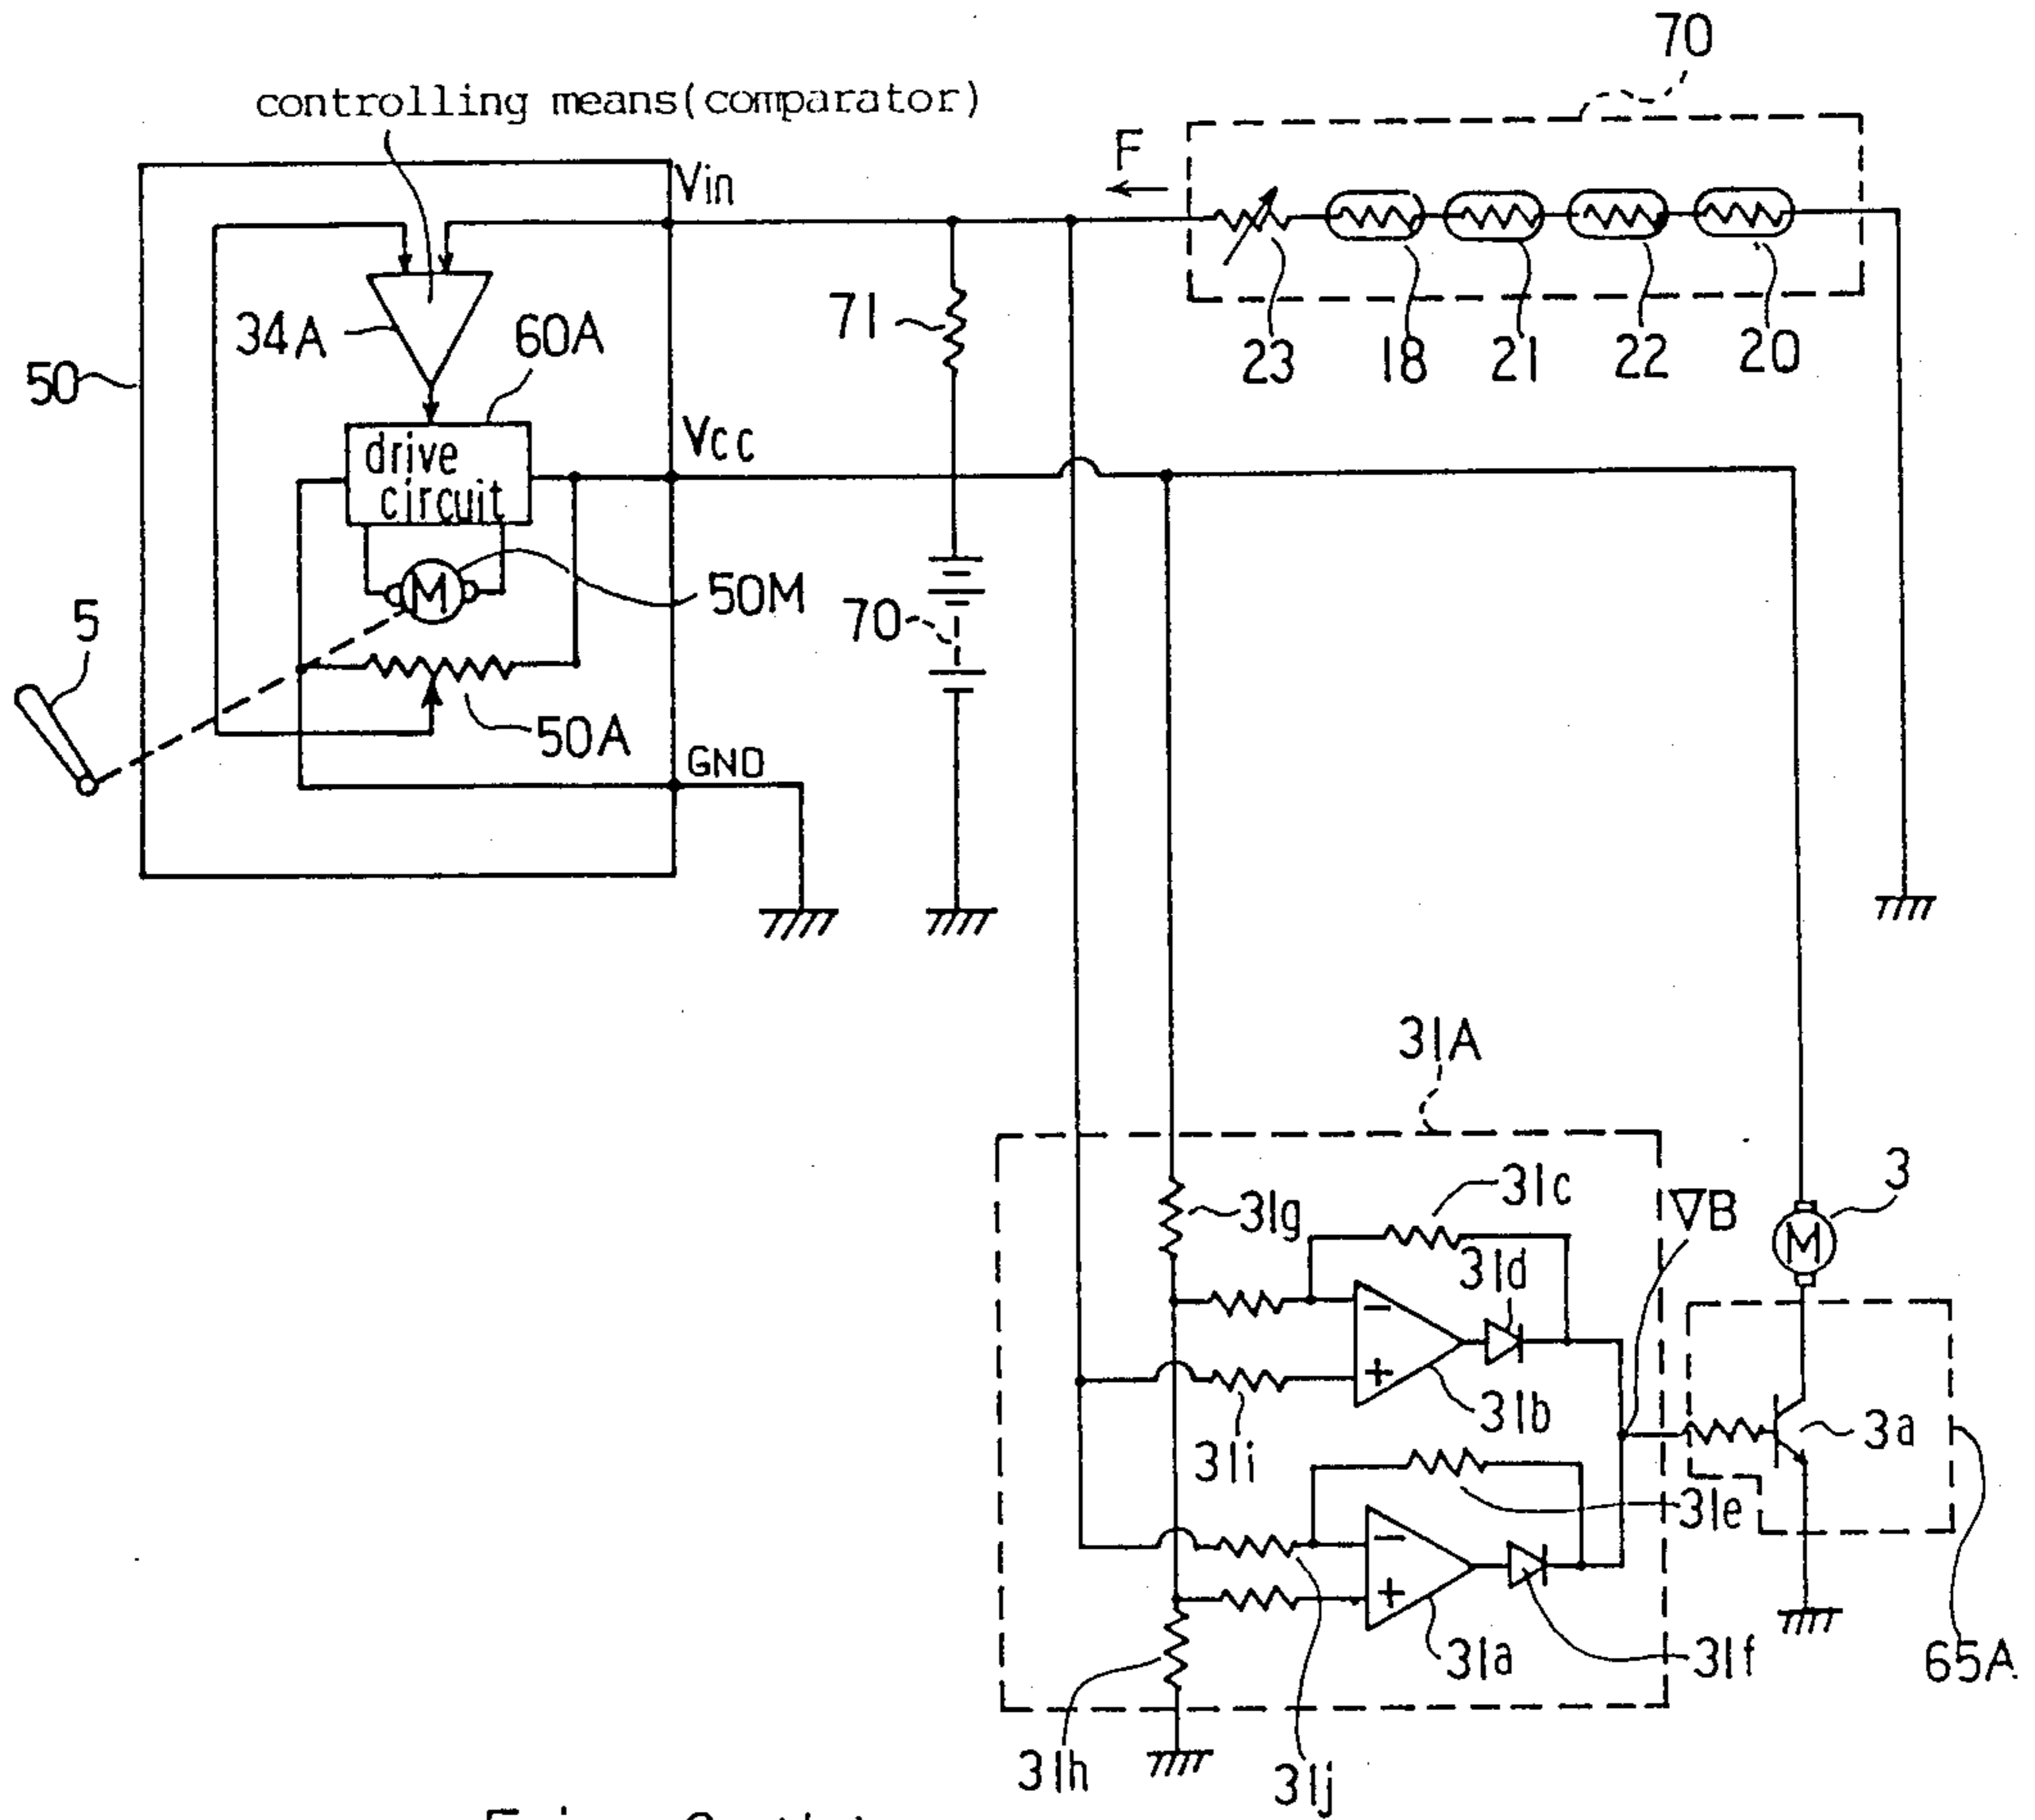 70
controlling means(comparator)
F
Vin
34A
60A
71
23
18
21
22
20
50
drive
circuit
Vcc
M
50M
70
5
50A
GND
31A
31g
31c
∇B
3
31d
M
-
+
31b
31i
3a
31e
-
+
31a
31f
65A
31h
31j